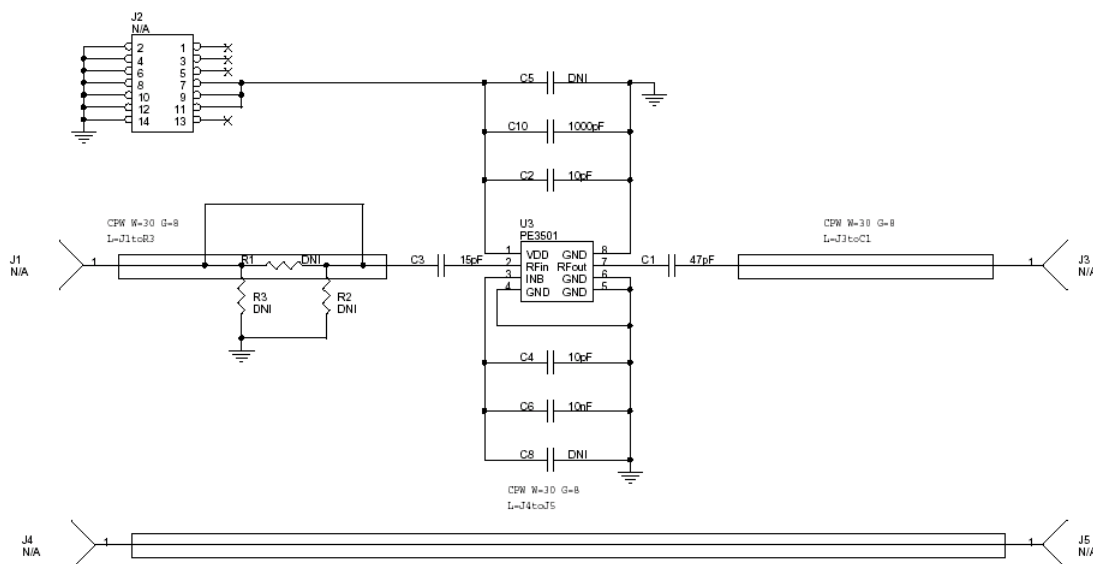 J2
N/A
2 1
4 3
6 5
8 7
10 9
12 11
14 13
C5 DNI
C10 1000pF
C2 10pF
CPW W=30 G=8
L=J1toR3
U3
PE3501
CPW W=30 G=8
L=J3toC1
J1
N/A
1
R1 DNI
C3 15pF
1 VDD GND 8
2 RFin RFout 7
3 INB GND 6
4 GND GND 5
C1 47pF
1
J3
N/A
R3
DNI
R2
DNI
C4 10pF
C6 10nF
C8 DNI
CPW W=30 G=8
L=J4toJ5
J4
N/A
1
1
J5
N/A